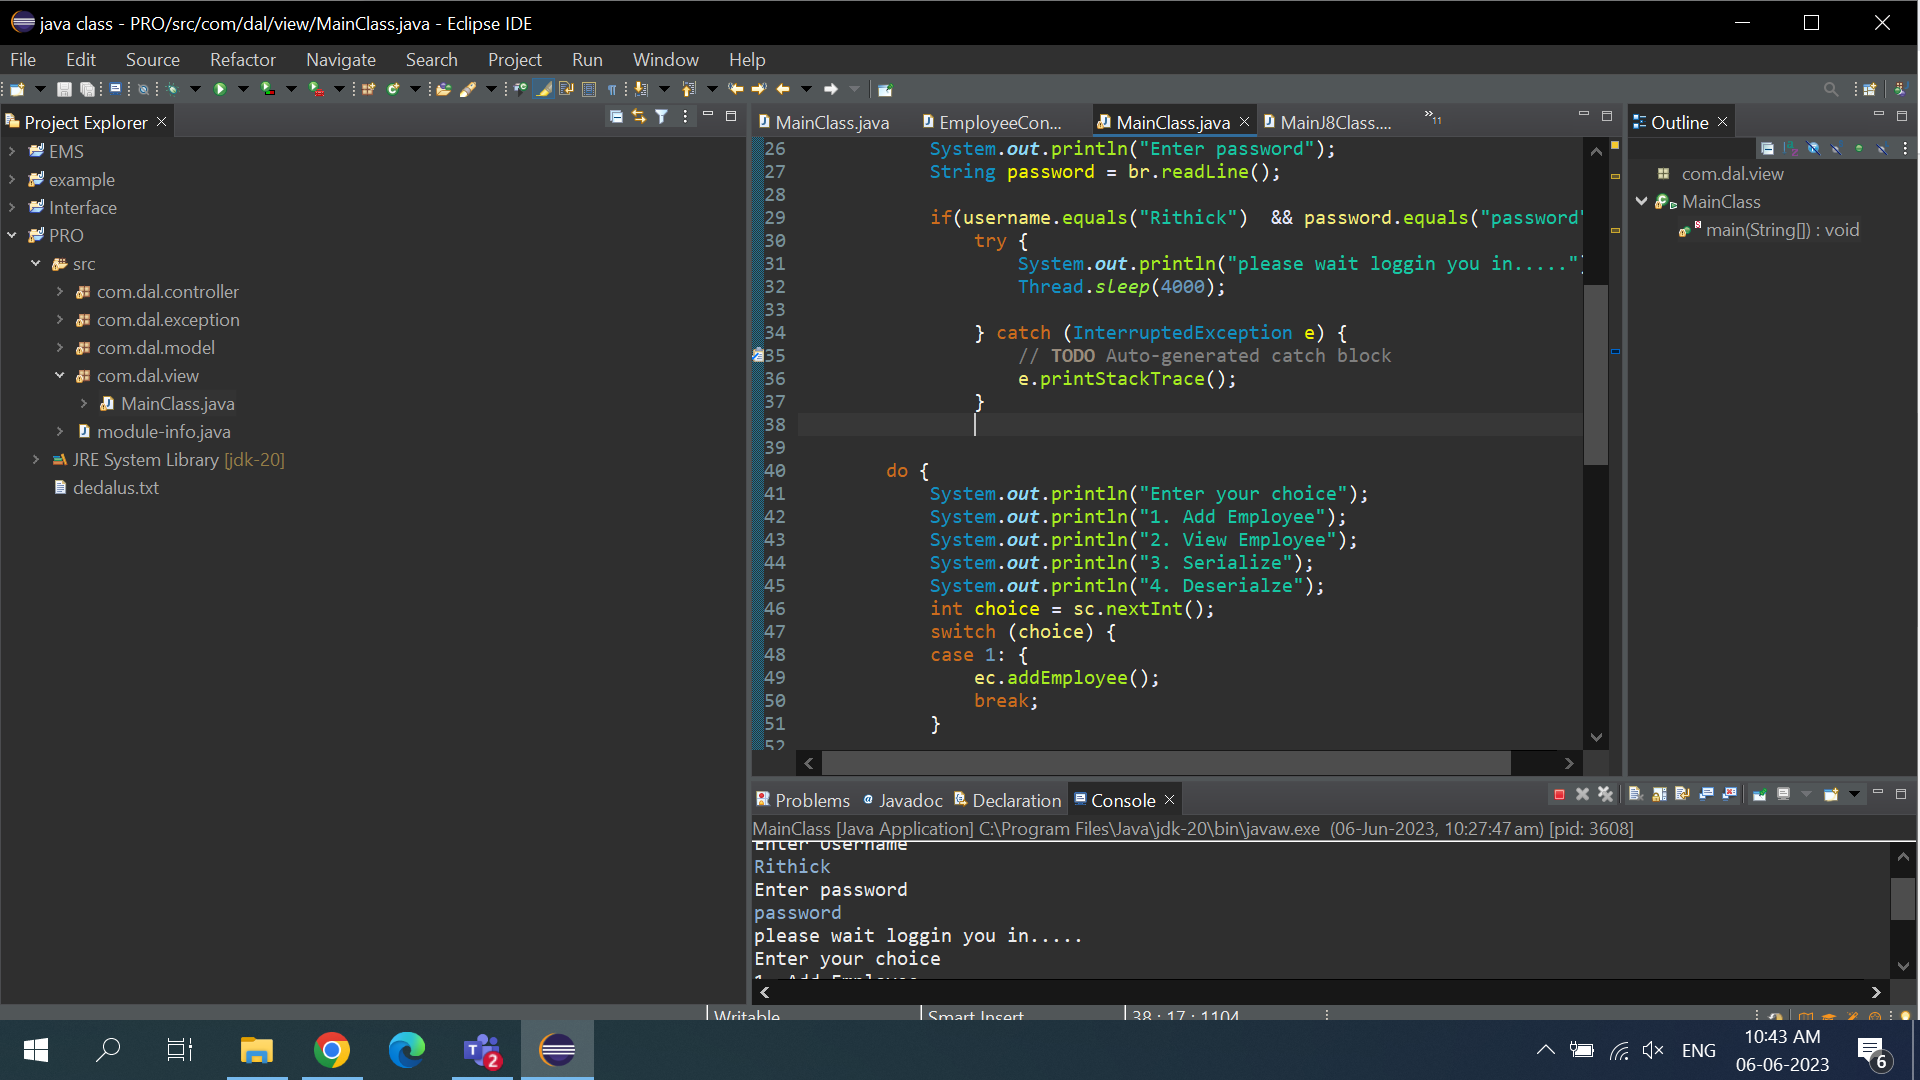 java class - PRO/src/com/dal/view/MainClass.java - Eclipse IDE
File Edit Source Refactor Navigate Search Project Run Window Help
Project Explorer
EMS
example
Interface
PRO
src
com.dal.controller
com.dal.exception
com.dal.model
com.dal.view
MainClass.java
module-info.java
JRE System Library [jdk-20]
dedalus.txt
MainClass.java EmployeeCon... MainClass.java MainJ8Class.... »11
26 System.out.println("Enter password");
27 String password = br.readLine();
28
29 if(username.equals("Rithick")  && password.equals("password"
30 try {
31 System.out.println("please wait loggin you in.....")
32 Thread.sleep(4000);
33
34 } catch (InterruptedException e) {
35 // TODO Auto-generated catch block
36 e.printStackTrace();
37 }
38
39
40 do {
41 System.out.println("Enter your choice");
42 System.out.println("1. Add Employee");
43 System.out.println("2. View Employee");
44 System.out.println("3. Serialize");
45 System.out.println("4. Deserialze");
46 int choice = sc.nextInt();
47 switch (choice) {
48 case 1: {
49 ec.addEmployee();
50 break;
51 }
52
Outline
com.dal.view
MainClass
main(String[]) : void
Problems Javadoc Declaration Console
MainClass [Java Application] C:\Program Files\Java\jdk-20\bin\javaw.exe (06-Jun-2023, 10:27:47 am) [pid: 3608]
Enter Username
Rithick
Enter password
password
please wait loggin you in.....
Enter your choice
1. Add Employee
Writable Smart Insert 38 : 17 : 1104
2
ENG
10:43 AM
06-06-2023
6